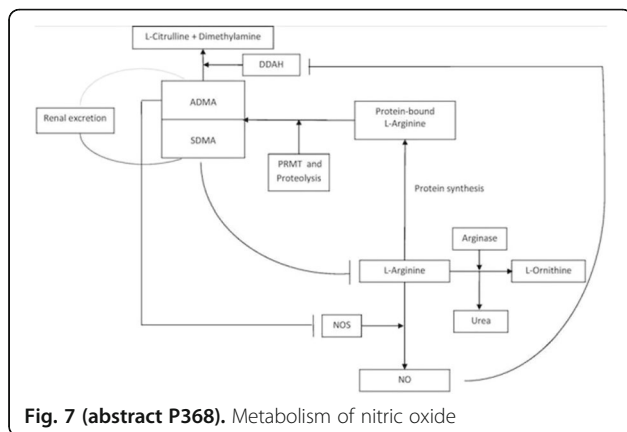 L-Citrulline + Dimethylamine
DDAH
ADMA
Renal excretion
SDMA
Protein-bound
L-Arginine
PRMT and
Proteolysis
Protein synthesis
Arginase
L-Arginine
L-Ornithine
Urea
NOS
NO
Fig. 7 (abstract P368). Metabolism of nitric oxide